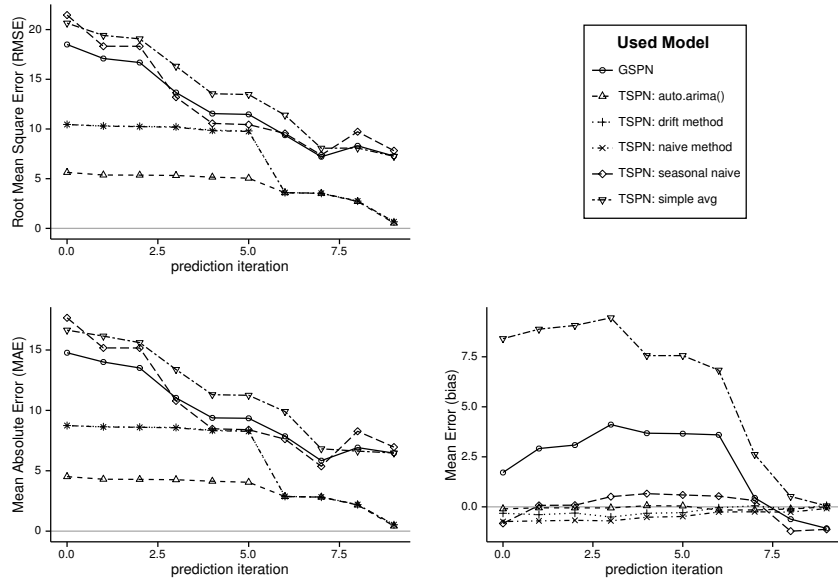 Root Mean Square Error (RMSE)
20
15
10
5
0
0.0 2.5 5.0 7.5
prediction iteration
Used Model
GSPN
TSPN: auto.arima()
TSPN: drift method
TSPN: naive method
TSPN: seasonal naive
TSPN: simple avg
Mean Absolute Error (MAE)
15
10
5
0
0.0 2.5 5.0 7.5
prediction iteration
Mean Error (bias)
7.5
5.0
2.5
0.0
0.0 2.5 5.0 7.5
prediction iteration